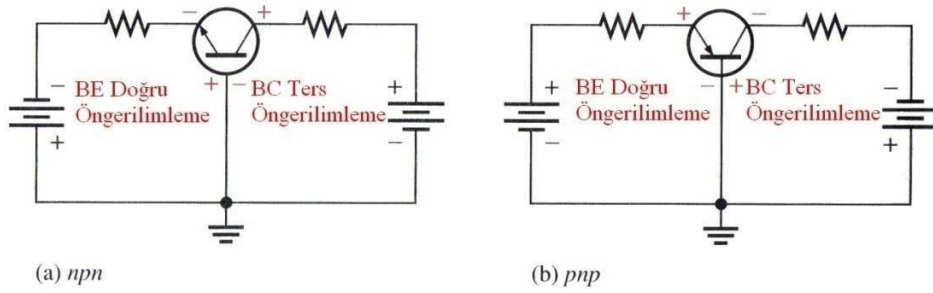 − + + −
− BE Doğru + − BC Ters +
Öngerilimleme Öngerilimleme
+ −
+ BE Doğru − + BC Ters −
Öngerilimleme Öngerilimleme
− +
(a) npn
(b) pnp